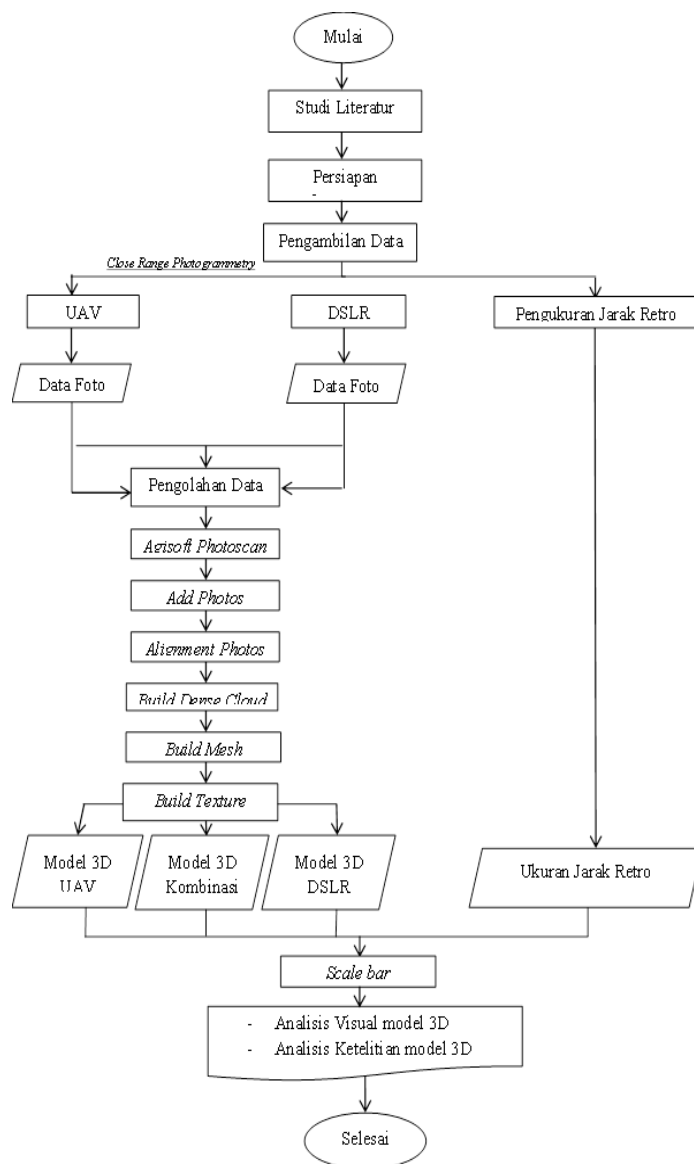 Mulai
Studi Literatur
Persiapan
-
Pengambilan Data
Close Range Photogrammetry
UAV
DSLR
Pengukuran Jarak Retro
Data Foto
Data Foto
Pengolahan Data
Agisoft Photoscan
Add Photos
Alignment Photos
Build Dense Cloud
Build Mesh
Build Texture
Model 3D
UAV
Model 3D
Kombinasi
Model 3D
DSLR
Ukuran Jarak Retro
Scale bar
- Analisis Visual model 3D
- Analisis Ketelitian model 3D
Selesai